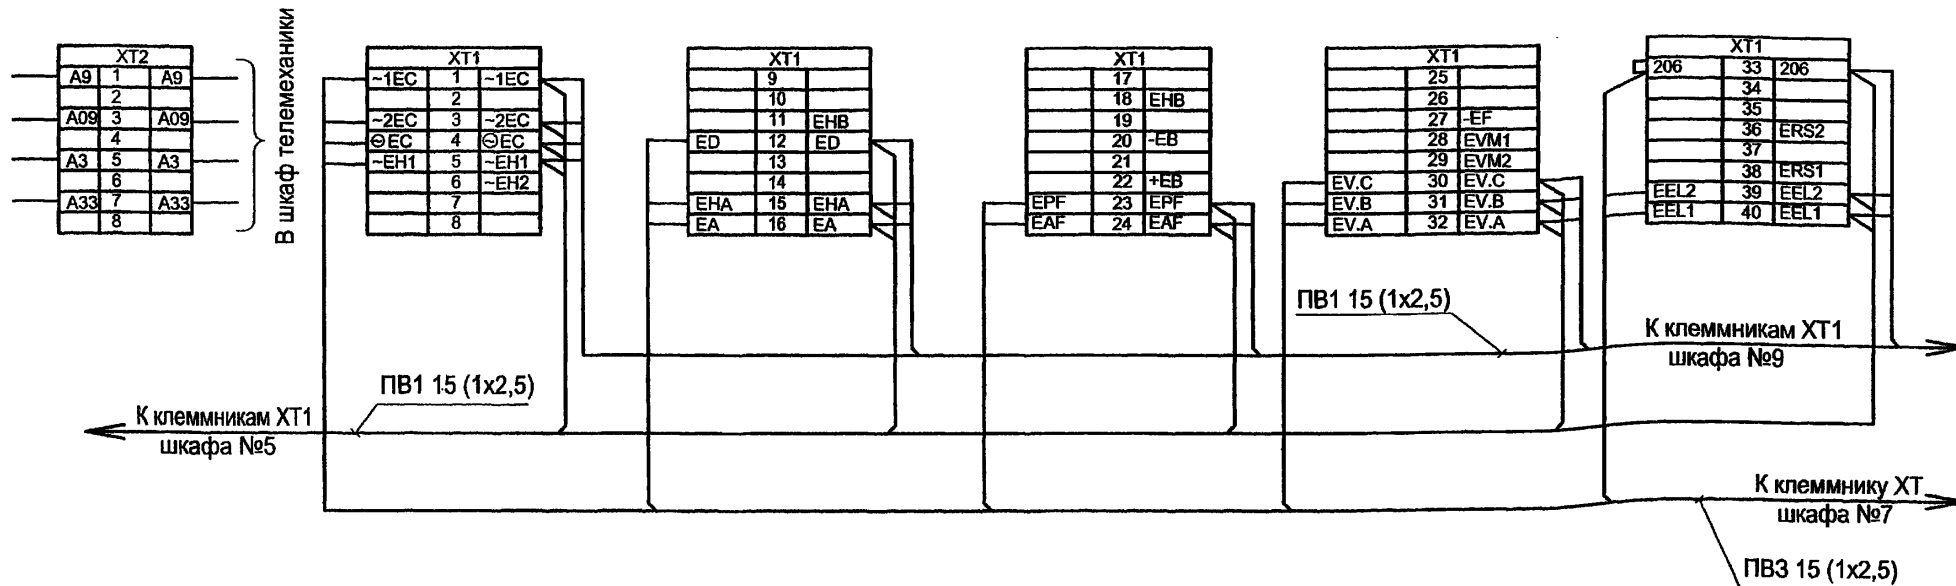 XT2
A9 1 A9
2
A09 3 A09
4
A3 5 A3
6
A33 7 A33
8
В шкаф телемеханики
XT1
~1EC 1 ~1EC
2
~2EC 3 ~2EC
⊖EC 4 ⊖EC
~EH1 5 ~EH1
6 ~EH2
7
8
XT1
9
10
11 EHB
ED 12 ED
13
14
EHA 15 EHA
EA 16 EA
XT1
17
18 EHB
19
20 -EB
21
22 +EB
EPF 23 EPF
EAF 24 EAF
XT1
25
26
27 -EF
28 EVM1
29 EVM2
EV.C 30 EV.C
EV.B 31 EV.B
EV.A 32 EV.A
XT1
206 33 206
34
35
36 ERS2
37
38 ERS1
EEL2 39 EEL2
EEL1 40 EEL1
ПВ1 15 (1x2,5)
К клеммникам XT1
шкафа №9
ПВ1 15 (1x2,5)
К клеммникам XT1
шкафа №5
К клеммнику XT
шкафа №7
ПВ3 15 (1x2,5)